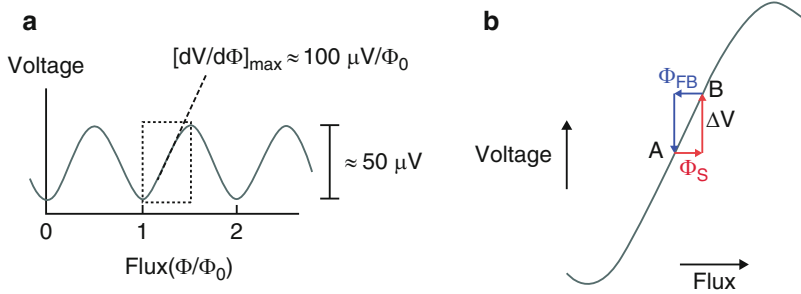 a
[dV/dΦ]max ≈ 100 μV/Φ0
Voltage
≈ 50 μV
0 1 2
Flux(Φ/Φ0)
b
ΦFB B
ΔV
A
ΦS
Voltage
Flux